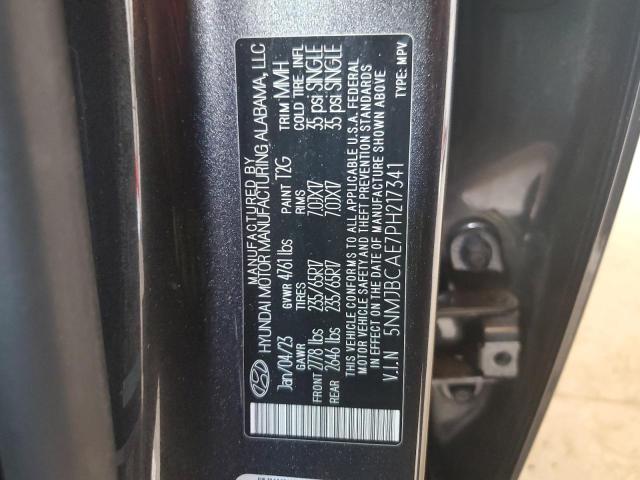 MANUFACTURED BY
HYUNDAI MOTOR MANUFACTURING ALABAMA, LLC
Jan/04/23 GVWR 4761 lbs PAINT T2G TRIM MMH
GAWR TIRES RIMS COLD TIRE INFL
FRONT 2778 lbs 235/65R17 7.0JX17 35 psi SINGLE
REAR 2646 lbs 235/65R17 7.0JX17 35 psi SINGLE
THIS VEHICLE CONFORMS TO ALL APPLICABLE U.S.A. FEDERAL
MOTOR VEHICLE SAFETY AND THEFT PREVENTION STANDARDS
IN EFFECT ON THE DATE OF MANUFACTURE SHOWN ABOVE
V.I.N 5NMJBCAE7PH217341 TYPE: MPV